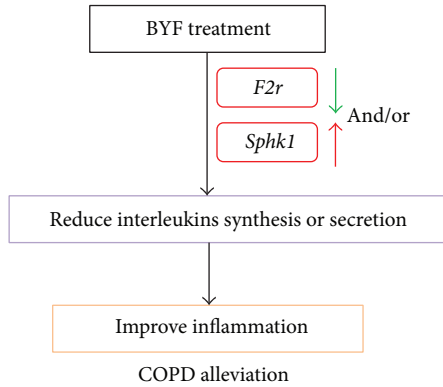 BYF treatment
F2r
And/or
Sphk1
Reduce interleukins synthesis or secretion
Improve inflammation
COPD alleviation